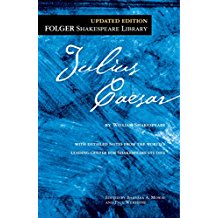 UPDATED EDITION
FOLGER SHAKESPEARE LIBRARY
Julius
Caesar
BY WILLIAM SHAKESPEARE
WITH DETAILED NOTES FROM THE WORLD'S
LEADING CENTER FOR SHAKESPEARE STUDIES
EDITED BY BARBARA A. MOWAT
AND PAUL WERSTINE